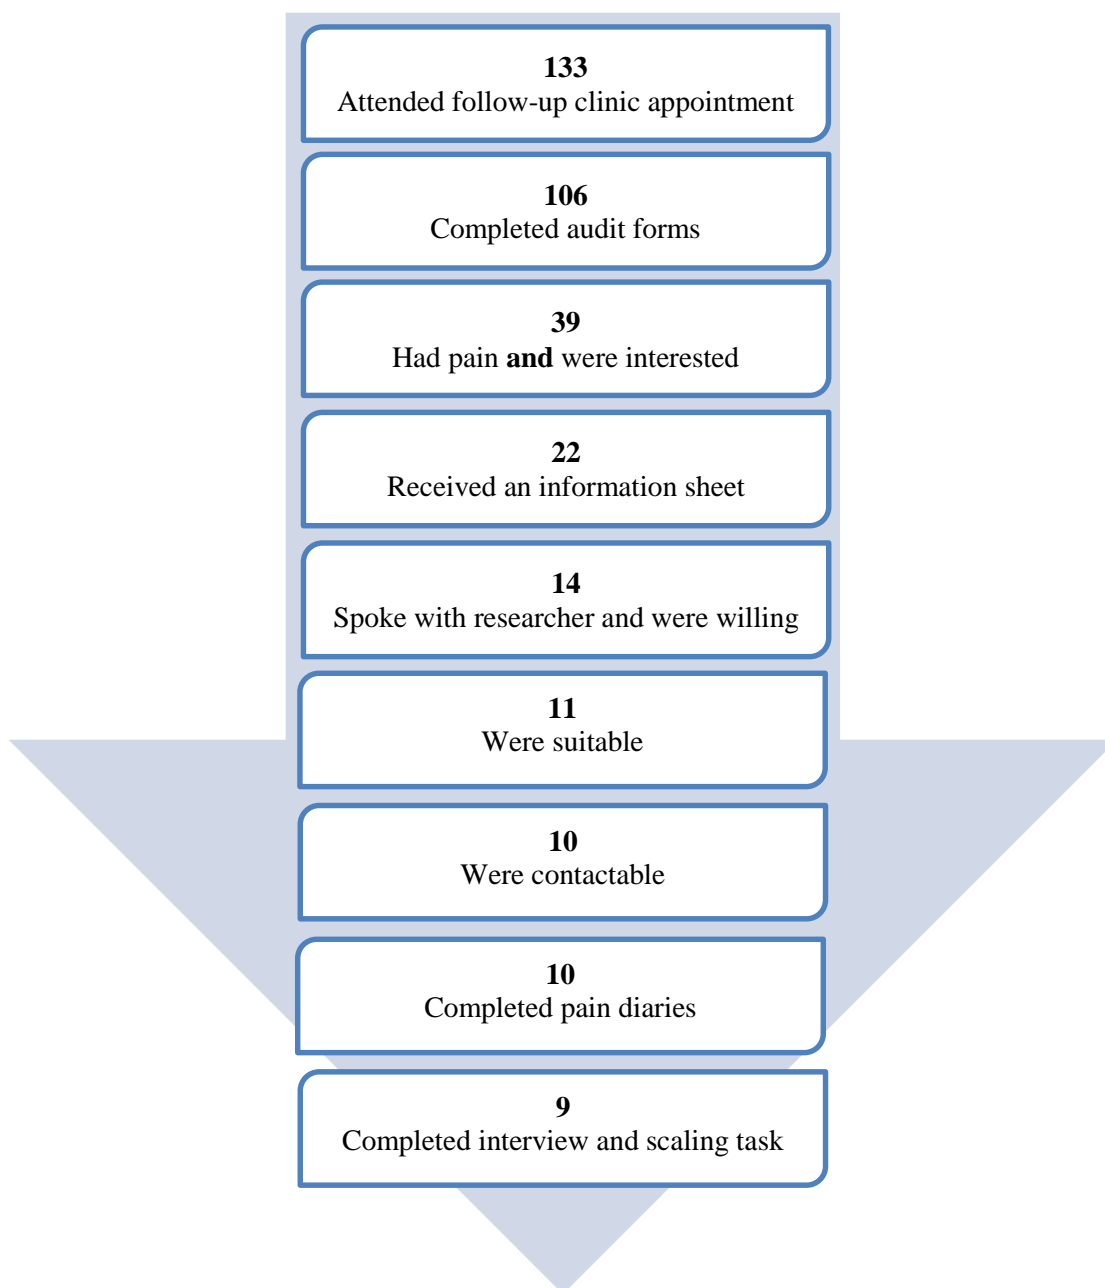 133
Attended follow-up clinic appointment
106
Completed audit forms
39
Had pain and were interested
22
Received an information sheet
14
Spoke with researcher and were willing
11
Were suitable
10
Were contactable
10
Completed pain diaries
9
Completed interview and scaling task